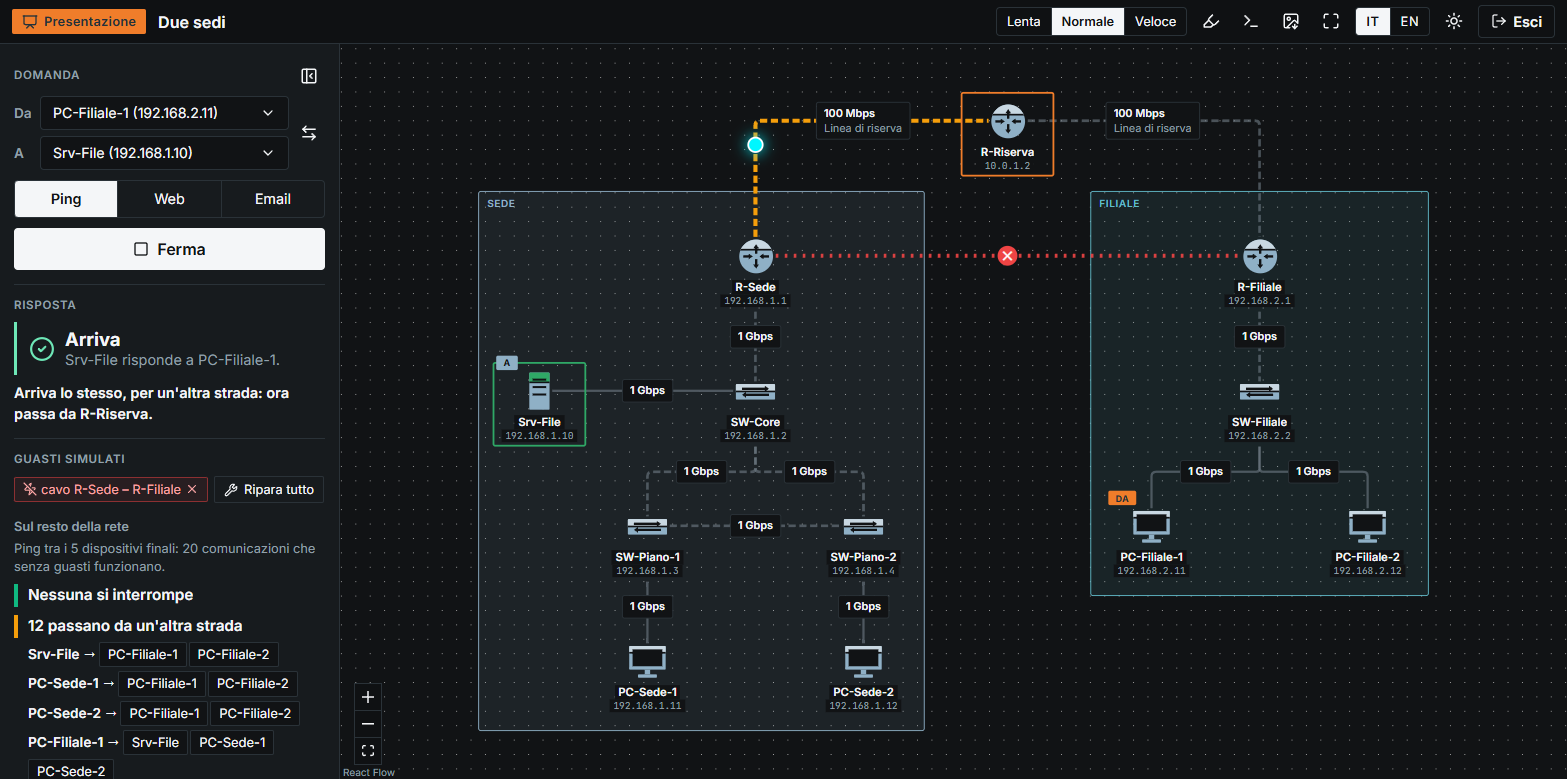 Presentazione
Due sedi
Lenta
Normale
Veloce
IT
EN
Esci
DOMANDA
Da
PC-Filiale-1 (192.168.2.11)
A
Srv-File (192.168.1.10)
Ping
Web
Email
Ferma
RISPOSTA
Arriva
Srv-File risponde a PC-Filiale-1.
Arriva lo stesso, per un'altra strada: ora
passa da R-Riserva.
GUASTI SIMULATI
cavo R-Sede – R-Filiale
Ripara tutto
Sul resto della rete
Ping tra i 5 dispositivi finali: 20 comunicazioni che
senza guasti funzionano.
Nessuna si interrompe
12 passano da un'altra strada
Srv-File → PC-Filiale-1 PC-Filiale-2
PC-Sede-1 → PC-Filiale-1 PC-Filiale-2
PC-Sede-2 → PC-Filiale-1 PC-Filiale-2
PC-Filiale-1 → Srv-File PC-Sede-1
PC-Sede-2
100 Mbps
Linea di riserva
R-Riserva
10.0.1.2
100 Mbps
Linea di riserva
SEDE
FILIALE
R-Sede
192.168.1.1
R-Filiale
192.168.2.1
1 Gbps
1 Gbps
A
Srv-File
192.168.1.10
1 Gbps
SW-Core
192.168.1.2
SW-Filiale
192.168.2.2
1 Gbps
1 Gbps
1 Gbps
1 Gbps
DA
1 Gbps
SW-Piano-1
192.168.1.3
SW-Piano-2
192.168.1.4
PC-Filiale-1
192.168.2.11
PC-Filiale-2
192.168.2.12
1 Gbps
1 Gbps
PC-Sede-1
192.168.1.11
PC-Sede-2
192.168.1.12
React Flow